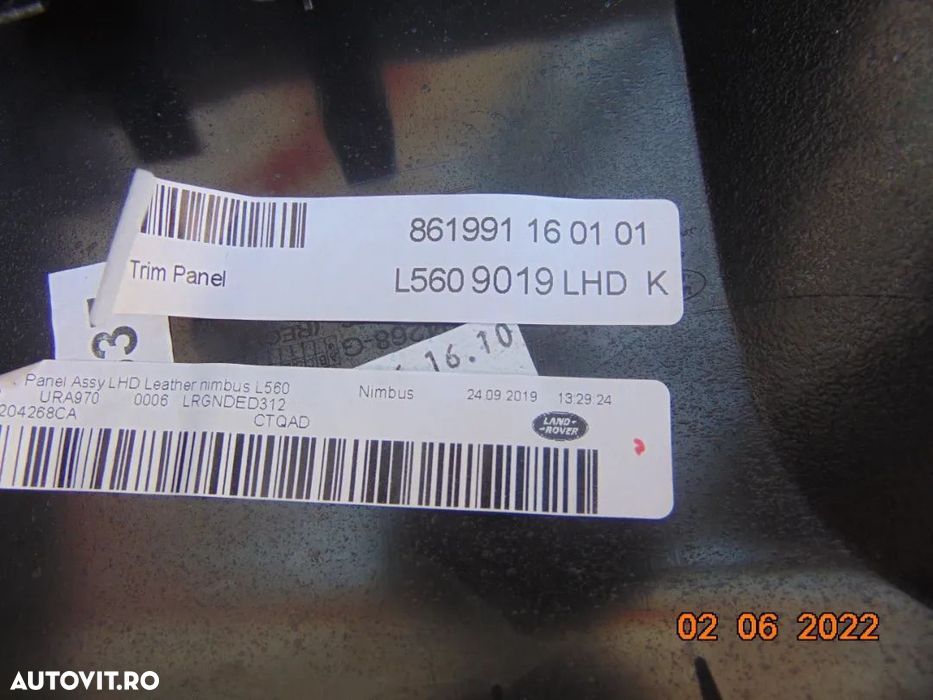 861991 16 01 01
Trim Panel
L560 9019 LHD K
3
16.10
Panel Assy LHD Leather nimbus L560
Nimbus
24.09.2019 13:29.24
URA970 0006 LRGNDED312
204268CA
CTQAD
LAND-
-ROVER
02 06 2022
AUTOVIT.RO